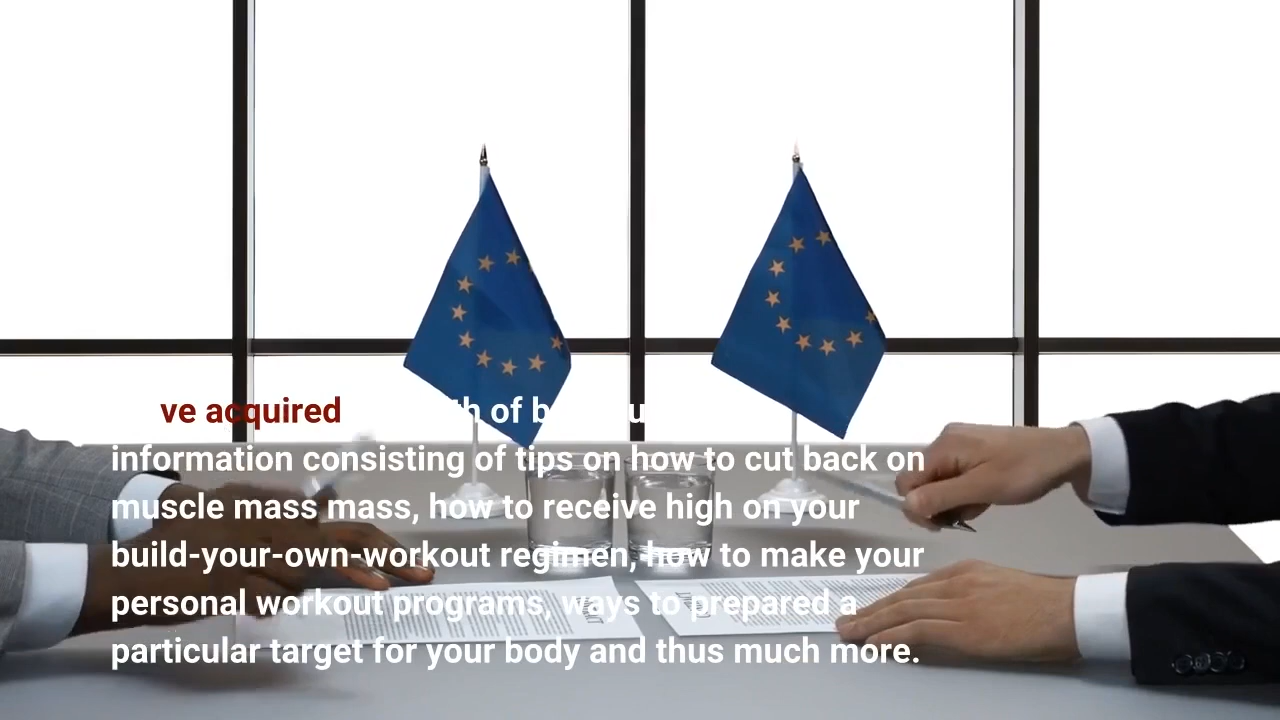 ve acquired of
information consisting of tips on how to cut back on
muscle mass mass, how to receive high on your
build-your-own-workout regimen, how to make your
personal workout programs, ways to prepared a
particular target for your body and thus much more.